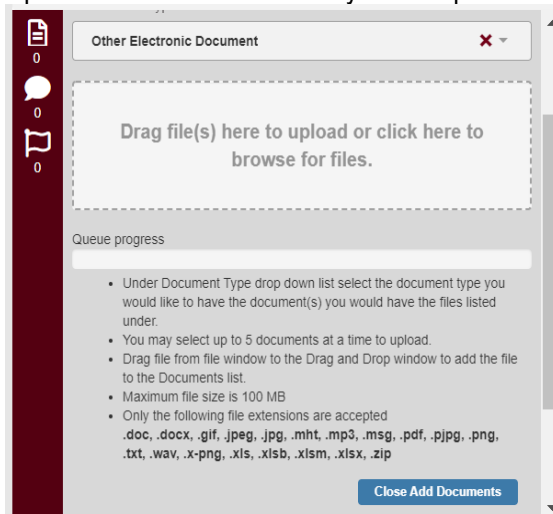 0
0
0
Other Electronic Document
Drag file(s) here to upload or click here to
browse for files.
Queue progress
Under Document Type drop down list select the document type you
would like to have the document(s) you would have the files listed
under.
You may select up to 5 documents at a time to upload.
Drag file from file window to the Drag and Drop window to add the file
to the Documents list.
Maximum file size is 100 MB
Only the following file extensions are accepted
.doc, .docx, .gif, .jpeg, .jpg, .mht, .mp3, .msg, .pdf, .pjpg, .png,
.txt, .wav, .x-png, .xls, .xlsb, .xlsm, .xlsx, .zip
Close Add Documents